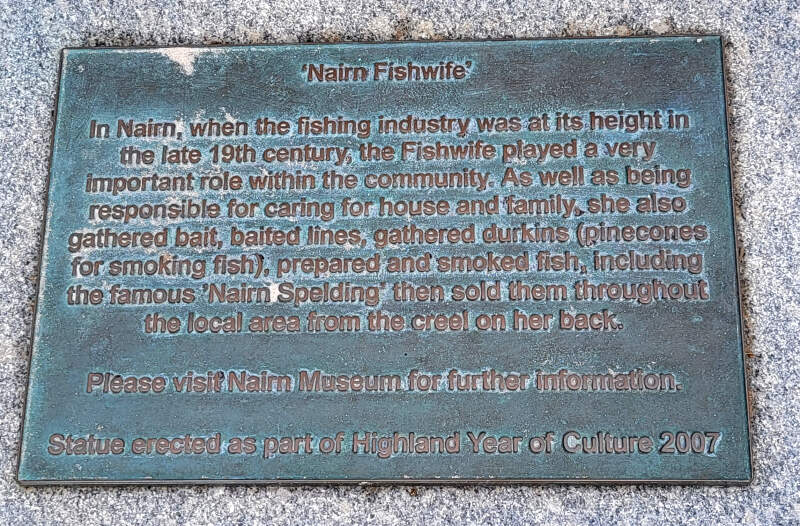 ‘Nairn Fishwife’
In Nairn, when the fishing industry was at its height in
the late 19th century, the Fishwife played a very
important role within the community. As well as being
responsible for caring for house and family, she also
gathered bait, baited lines, gathered durkins (pinecones
for smoking fish), prepared and smoked fish, including
the famous 'Nairn Spelding' then sold them throughout
the local area from the creel on her back.
Please visit Nairn Museum for further information.
Statue erected as part of Highland Year of Culture 2007